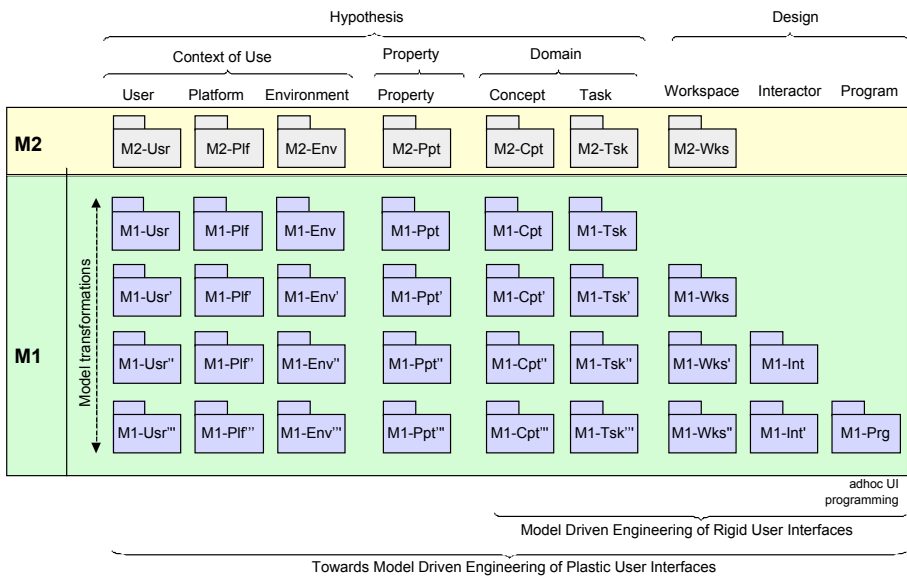 Hypothesis Design
Context of Use Property Domain
User Platform Environment Property Concept Task Workspace Interactor Program
M2 M2-Usr M2-Plf M2-Env M2-Ppt M2-Cpt M2-Tsk M2-Wks
M1-Usr M1-Plf M1-Env M1-Ppt M1-Cpt M1-Tsk
M1-Usr' M1-Plf' M1-Env' M1-Ppt' M1-Cpt' M1-Tsk' M1-Wks
M1 Model transformations M1-Usr'' M1-Plf'' M1-Env'' M1-Ppt'' M1-Cpt'' M1-Tsk'' M1-Wks' M1-Int
M1-Usr''' M1-Plf''' M1-Env''' M1-Ppt''' M1-Cpt''' M1-Tsk''' M1-Wks'' M1-Int' M1-Prg
adhoc UI
programming
Model Driven Engineering of Rigid User Interfaces
Towards Model Driven Engineering of Plastic User Interfaces